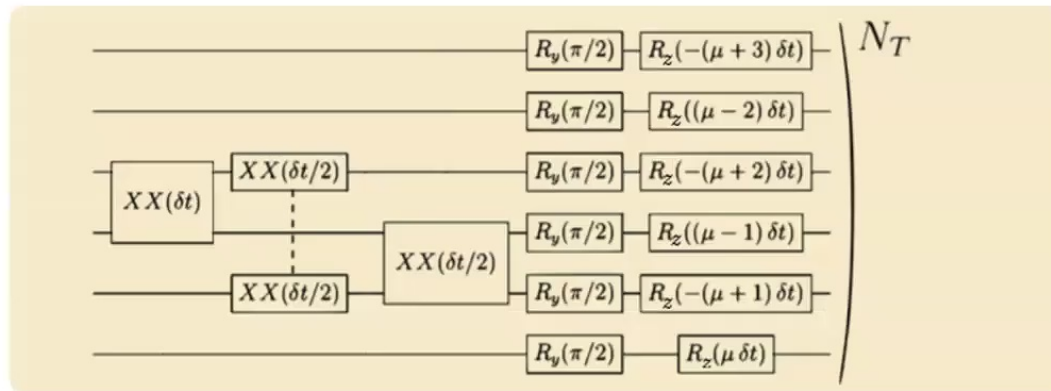 R_y(π/2) R_z(-(μ + 3) δt) N_T
R_y(π/2) R_z((μ - 2) δt)
XX(δt/2) R_y(π/2) R_z(-(μ + 2) δt)
XX(δt)
R_y(π/2) R_z((μ - 1) δt)
XX(δt/2)
XX(δt/2) R_y(π/2) R_z(-(μ + 1) δt)
R_y(π/2) R_z(μ δt)